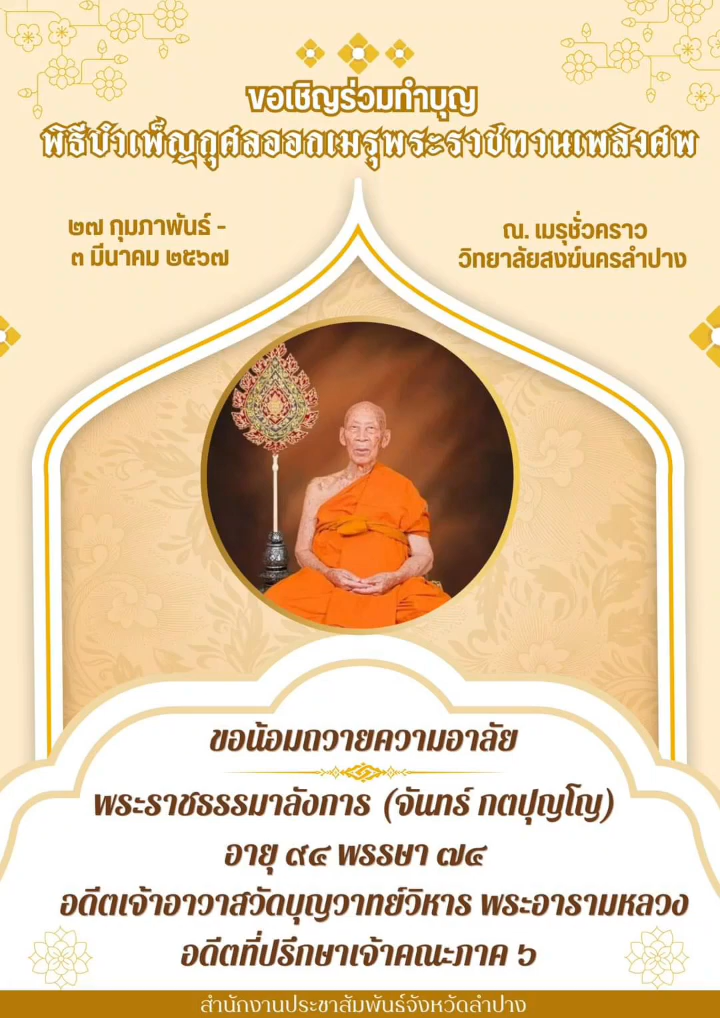 ขอเชิญร่วมทำบุญ
พิธีบำเพ็ญกุศลออกเมรุพระราชทานเพลิงศพ
๒๗ กุมภาพันธ์ -
๓ มีนาคม ๒๕๖๗
ณ. เมรุชั่วคราว
วิทยาลัยสงฆ์นครลำปาง
ขอน้อมถวายความอาลัย
พระราชธรรมาลังการ (จันทร์ กตปุญฺโญ)
อายุ ๙๔ พรรษา ๗๔
อดีตเจ้าอาวาสวัดบุญวาทย์วิหาร พระอารามหลวง
อดีตที่ปรึกษาเจ้าคณะภาค ๖
สำนักงานประชาสัมพันธ์จังหวัดลำปาง